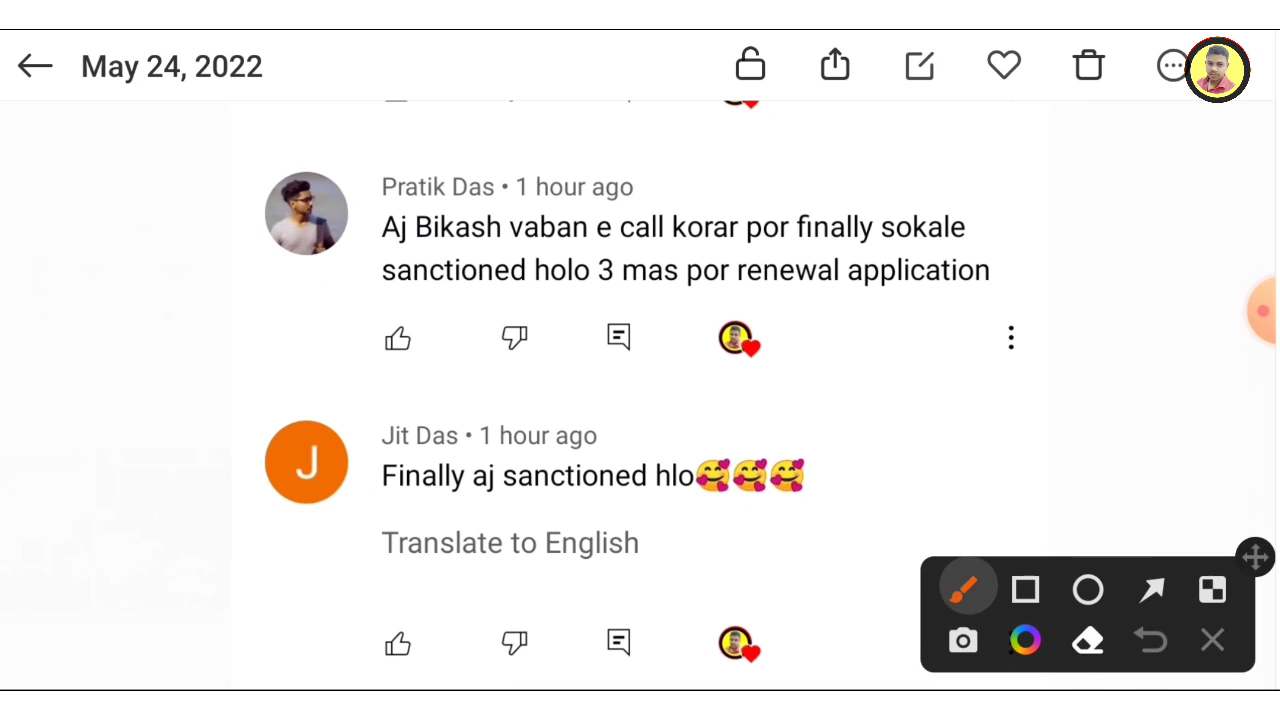 May 24, 2022
Pratik Das • 1 hour ago
Aj Bikash vaban e call korar por finally sokale
sanctioned holo 3 mas por renewal application
J
Jit Das • 1 hour ago
Finally aj sanctioned hlo🥰🥰🥰
Translate to English